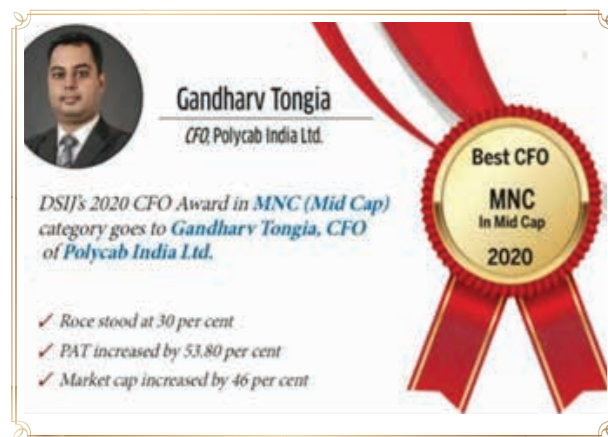 Gandharv Tongia
CFO, Polycab India Ltd.
DSIJ's 2020 CFO Award in MNC (Mid Cap)
category goes to Gandharv Tongia, CFO
of Polycab India Ltd.
✓ Roce stood at 30 per cent
✓ PAT increased by 53.80 per cent
✓ Market cap increased by 46 per cent
Best CFO
MNC
In Mid Cap
2020